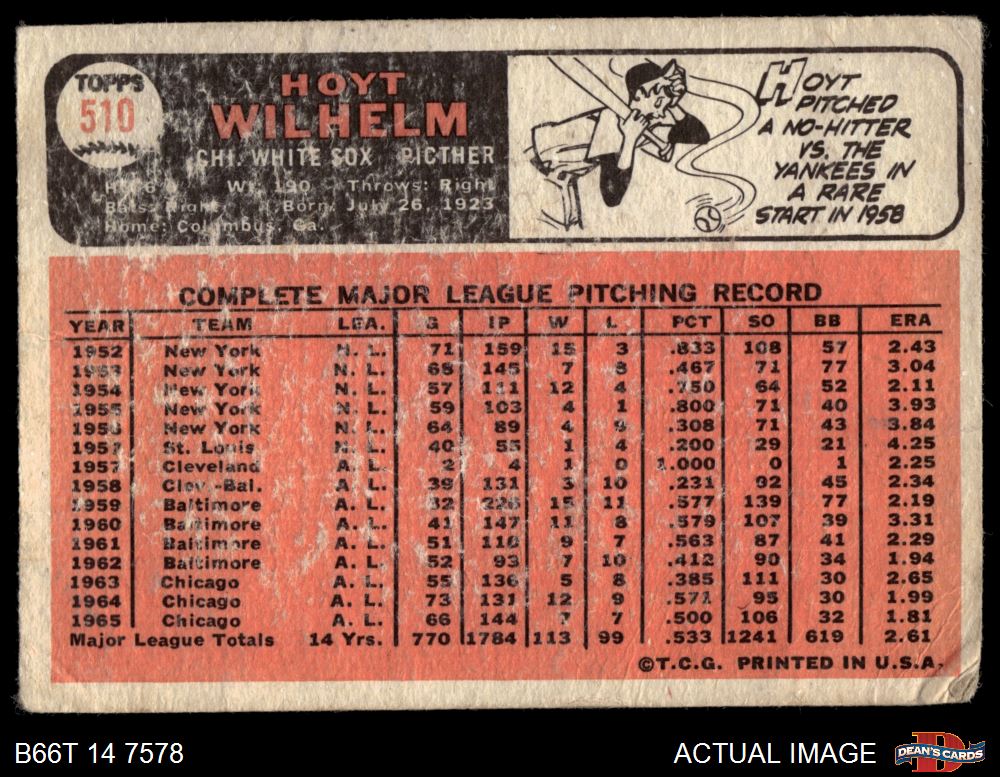 TOPPS
510
HOYT
WILHELM
CHI. WHITE SOX PICTHER
Wt. 190 Throws: Right
Bats: Right Born: July 26, 1923
Home: Columbus, Ga.
HOYT
PITCHED
A NO-HITTER
VS. THE
YANKEES IN
A RARE
START IN 1958
COMPLETE MAJOR LEAGUE PITCHING RECORD
YEAR TEAM LEA. G IP W L PCT SO BB ERA
1952 New York N. L. 71 159 15 3 .833 108 57 2.43
1953 New York N. L. 68 145 7 8 .467 71 77 3.04
1954 New York N. L. 57 111 12 4 .750 64 52 2.11
1955 New York N. L. 59 103 4 1 .800 71 40 3.93
1956 New York N. L. 64 89 4 9 .308 71 43 3.84
1957 St. Louis N. L. 40 55 1 4 .200 29 21 4.25
1957 Cleveland A. L. 2 4 1 0 1.000 0 1 2.25
1958 Clev.-Bal. A. L. 39 131 3 10 .231 92 45 2.34
1959 Baltimore A. L. 32 226 15 11 .577 139 77 2.19
1960 Baltimore A. L. 41 147 11 8 .579 107 39 3.31
1961 Baltimore A. L. 51 110 9 7 .563 87 41 2.29
1962 Baltimore A. L. 52 93 7 10 .412 90 34 1.94
1963 Chicago A. L. 55 136 5 8 .385 111 30 2.65
1964 Chicago A. L. 73 131 12 9 .571 95 30 1.99
1965 Chicago A. L. 66 144 7 7 .500 106 32 1.81
Major League Totals 14 Yrs. 770 1784 113 99 .533 1241 619 2.61
©T.C.G. PRINTED IN U.S.A.
B66T 14 7578
ACTUAL IMAGE
DEAN'S CARDS